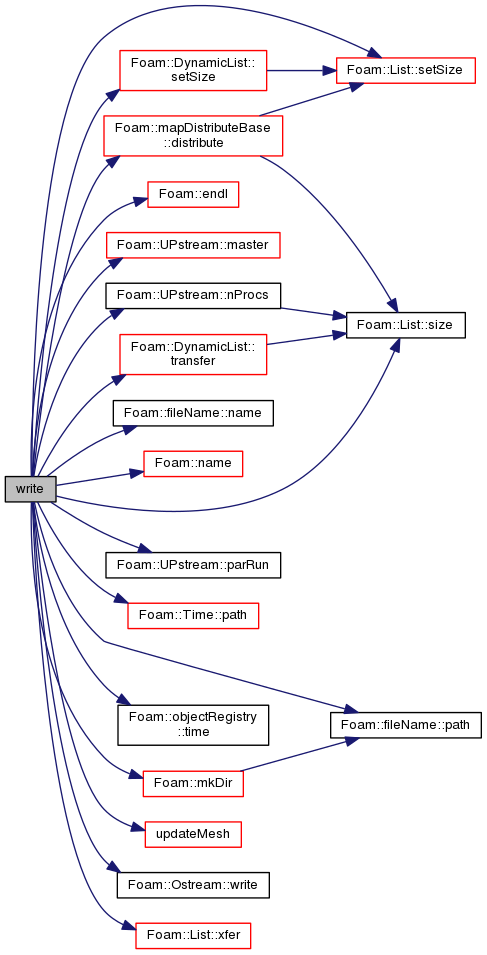 Foam::DynamicList::
setSize
Foam::List::setSize
Foam::mapDistributeBase
::distribute
Foam::endl
Foam::UPstream::master
Foam::UPstream::nProcs
Foam::List::size
Foam::DynamicList::
transfer
Foam::fileName::name
Foam::name
write
Foam::UPstream::parRun
Foam::Time::path
Foam::objectRegistry
::time
Foam::fileName::path
Foam::mkDir
updateMesh
Foam::Ostream::write
Foam::List::xfer